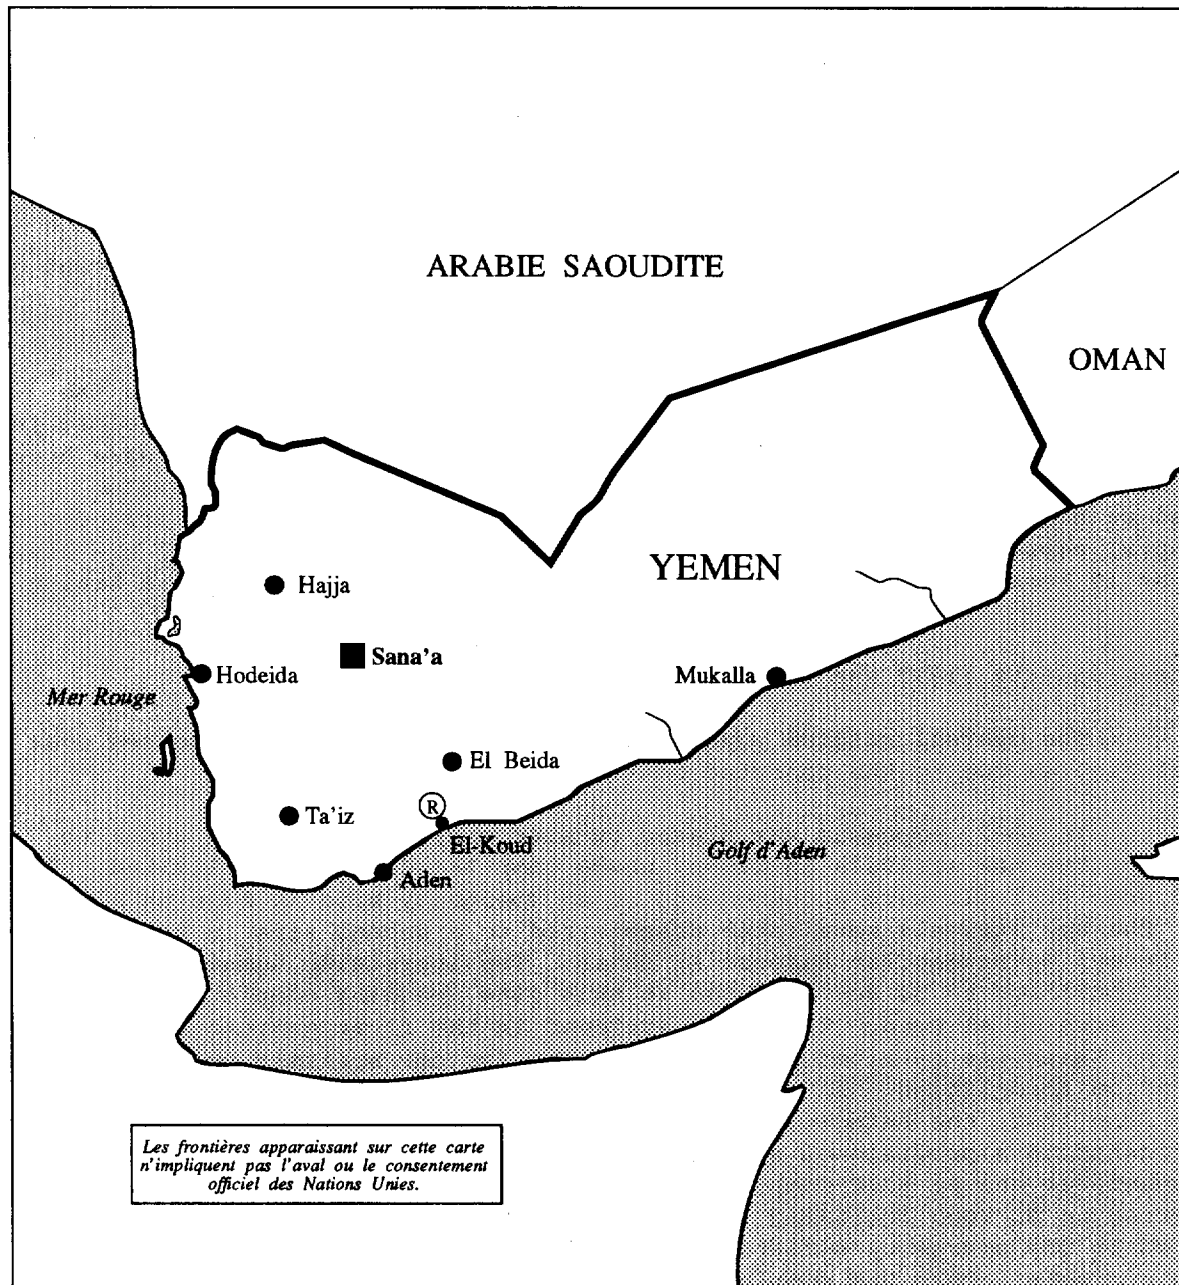 ARABIE SAOUDITE
OMAN
YEMEN
Hajja
Sana'a
Hodeida
Mukalla
Mer Rouge
El Beida
R
Ta'iz
El-Koud
Golf d'Aden
Aden
Les frontières apparaissant sur cette carte
n'impliquent pas l'aval ou le consentement
officiel des Nations Unies.